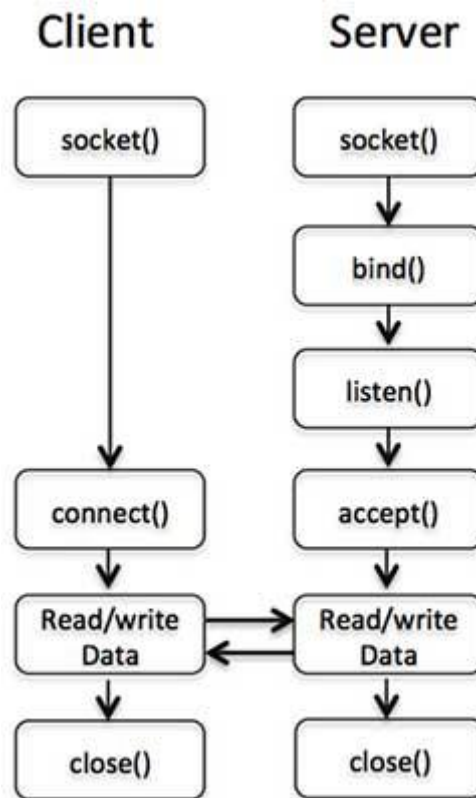 Client Server
socket() socket()
bind()
listen()
connect() accept()
Read/write Read/write
Data Data
close() close()